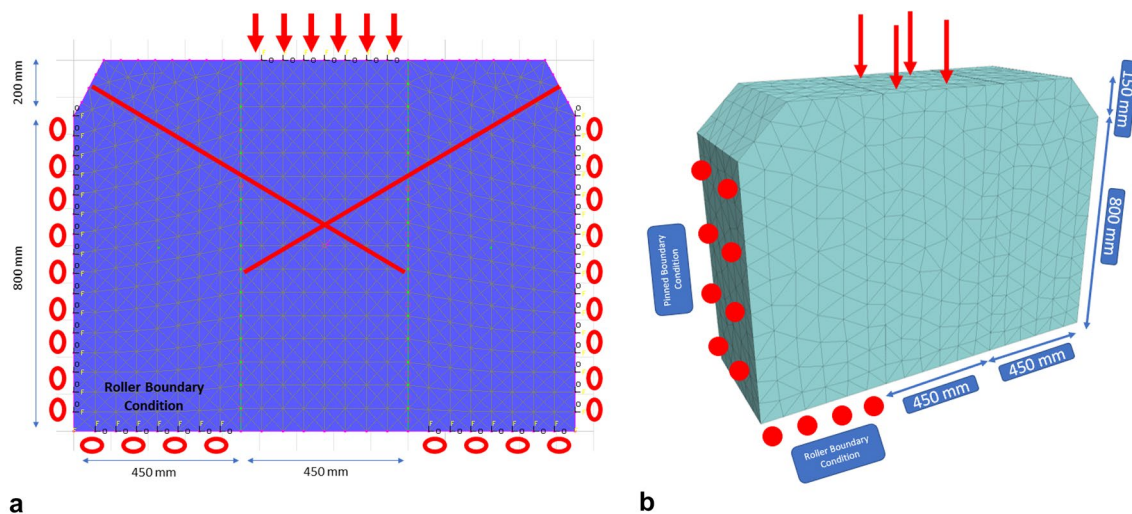 200 mm
800 mm
Roller Boundary
Condition
450 mm
450 mm
a
150 mm
800 mm
Pinned Boundary
Condition
450 mm
450 mm
Roller Boundary
Condition
b